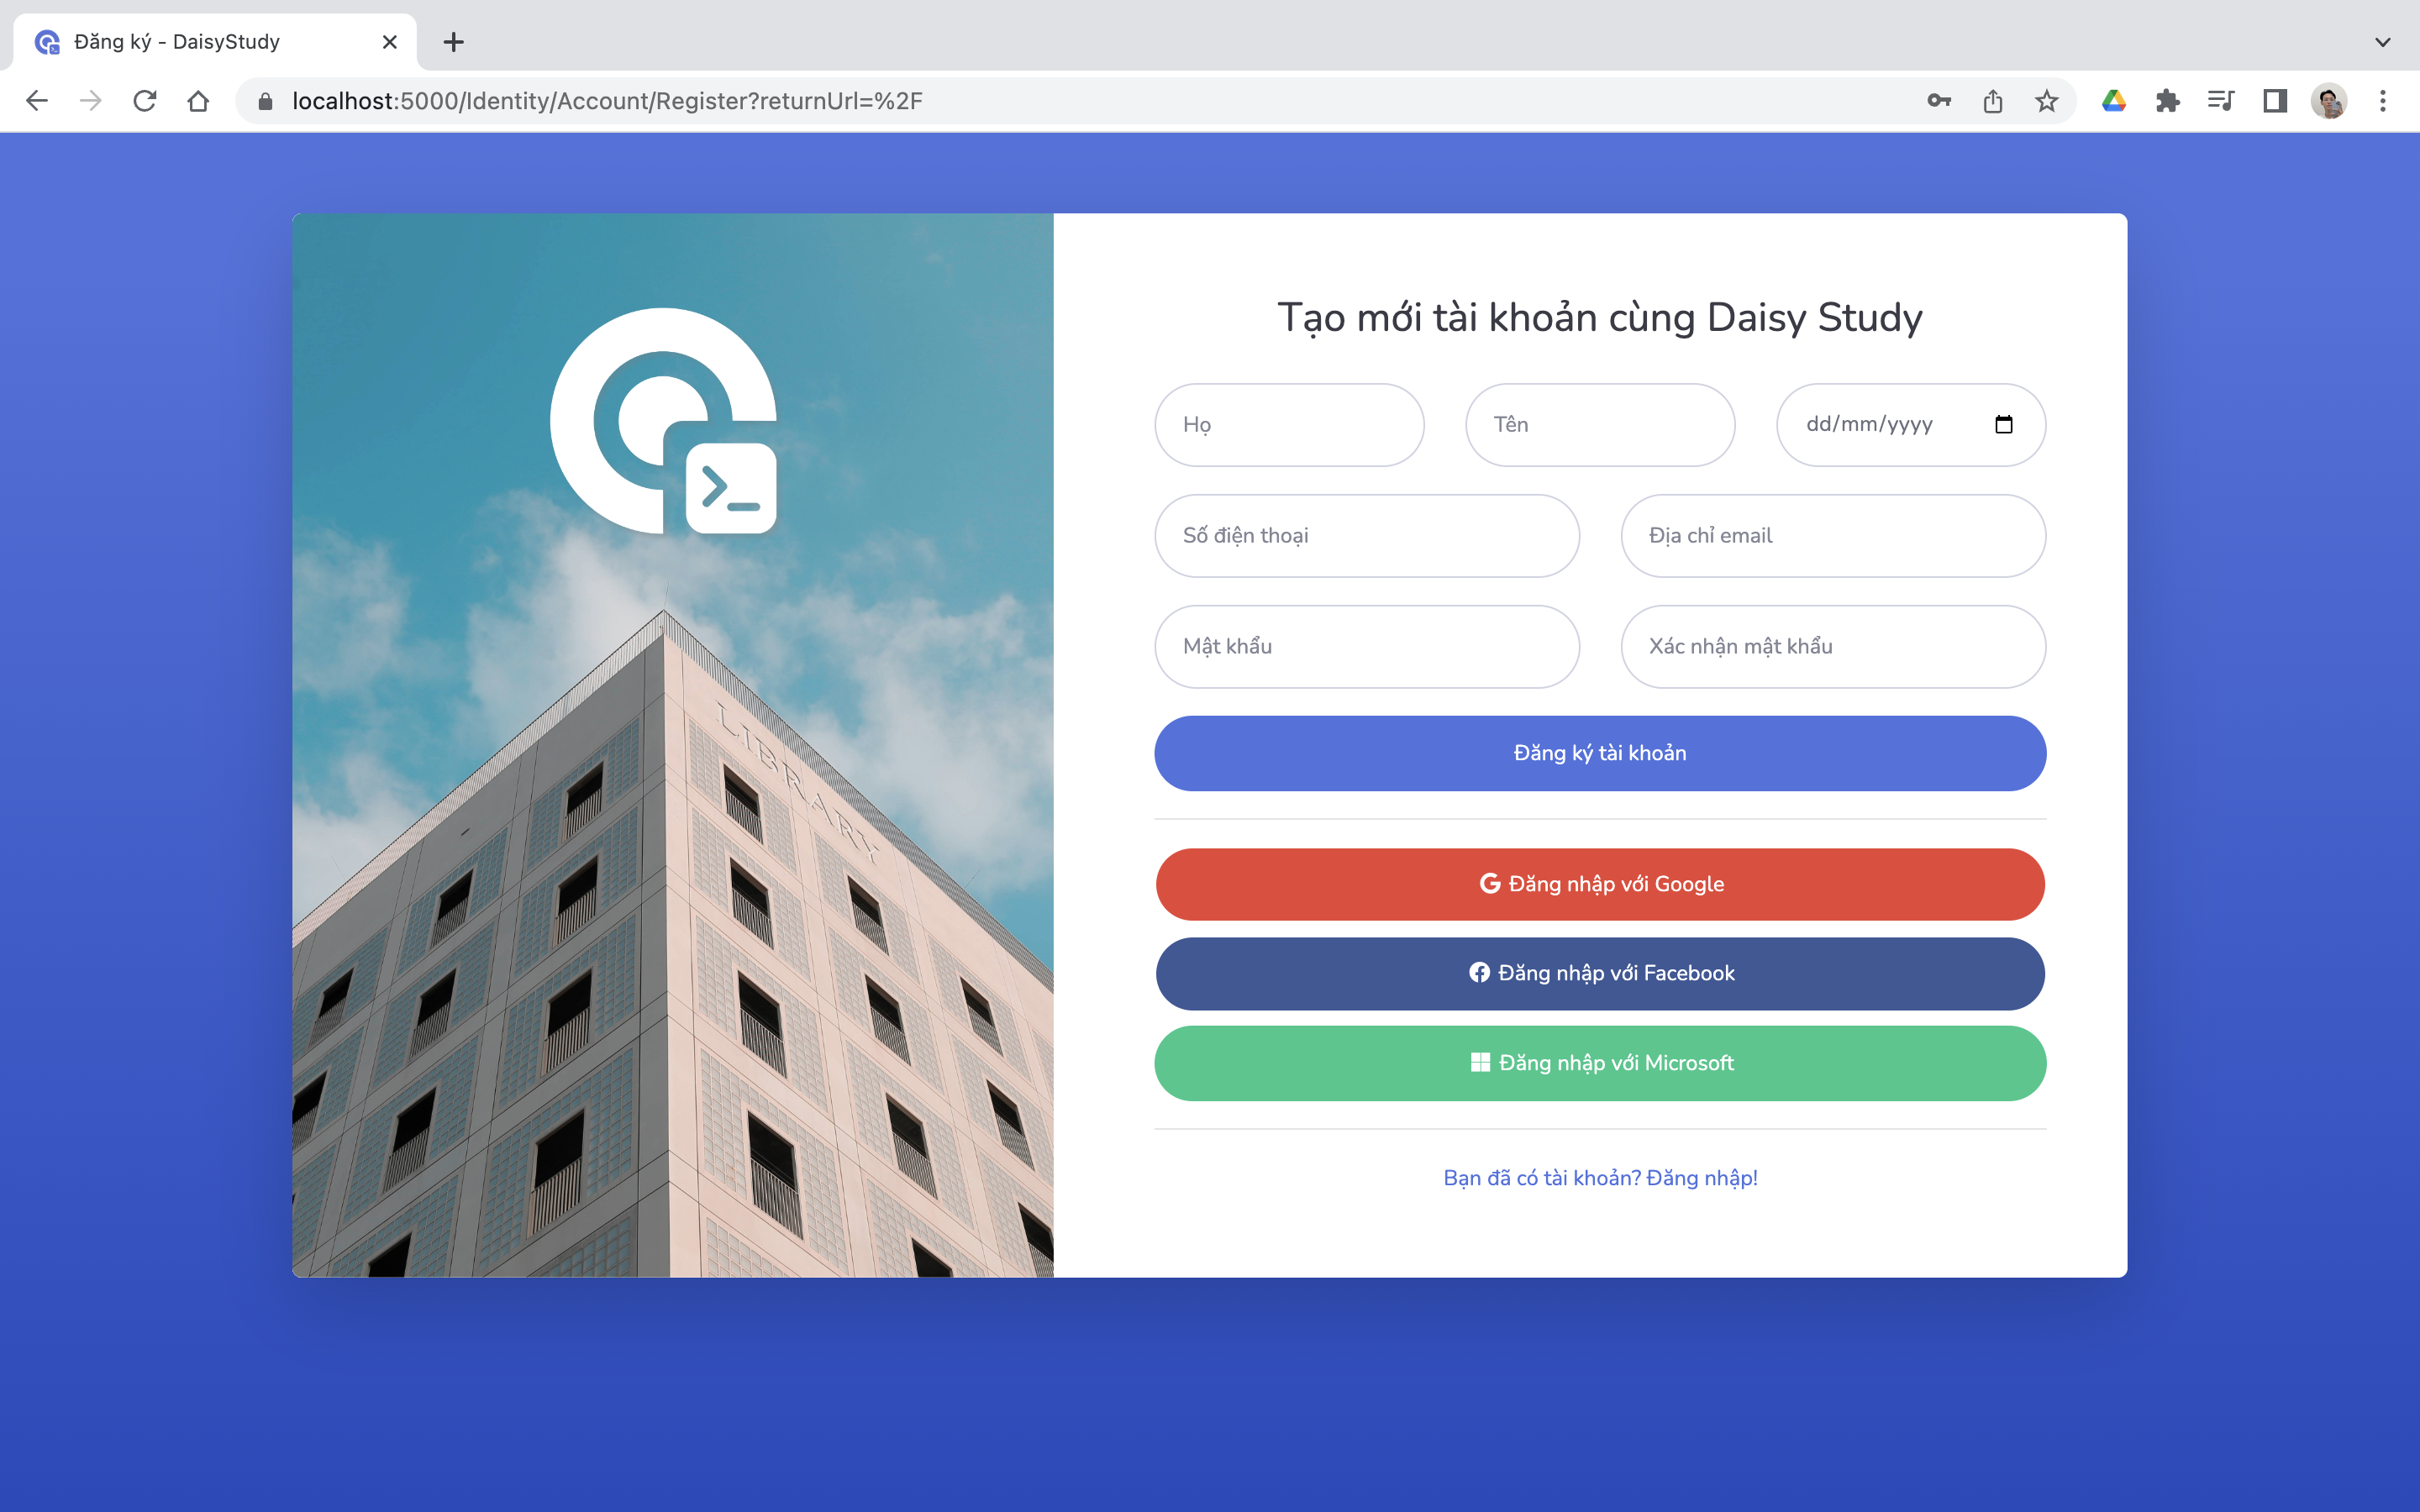 Đăng ký - DaisyStudy
localhost:5000/Identity/Account/Register?returnUrl=%2F
LIBRARY
Tạo mới tài khoản cùng Daisy Study
Họ Tên dd/mm/yyyy
Số điện thoại Địa chỉ email
Mật khẩu Xác nhận mật khẩu
Đăng ký tài khoản
Đăng nhập với Google
Đăng nhập với Facebook
Đăng nhập với Microsoft
Bạn đã có tài khoản? Đăng nhập!